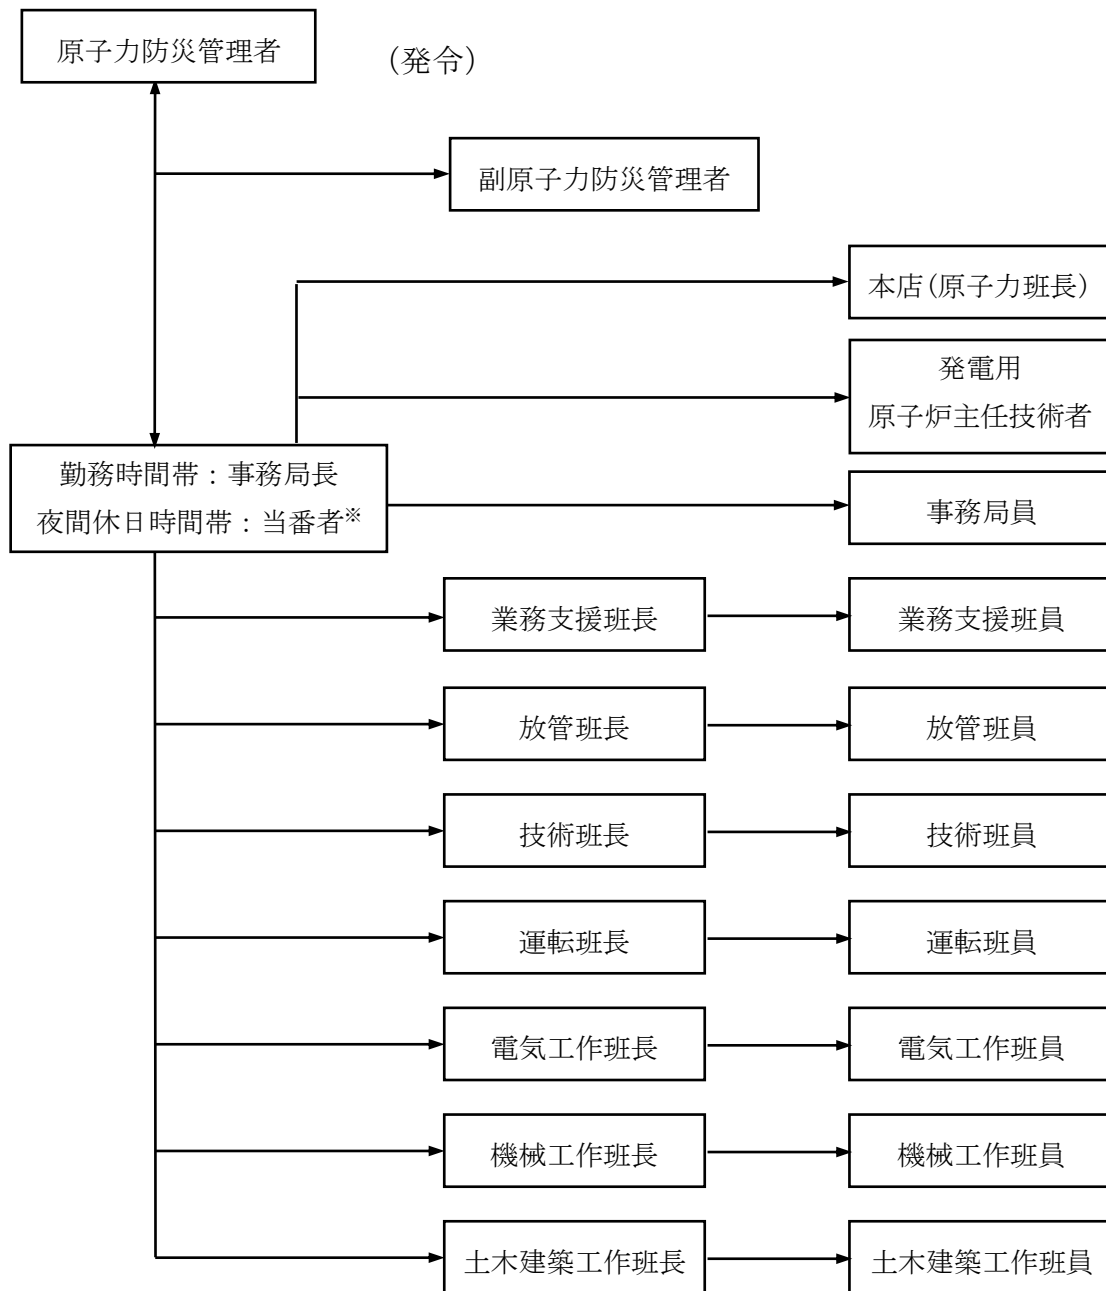 原子力防災管理者
(発令)
副原子力防災管理者
本店(原子力班長)
発電用
原子炉主任技術者
勤務時間帯：事務局長
夜間休日時間帯：当番者※
事務局員
業務支援班長
業務支援班員
放管班長
放管班員
技術班長
技術班員
運転班長
運転班員
電気工作班長
電気工作班員
機械工作班長
機械工作班員
土木建築工作班長
土木建築工作班員